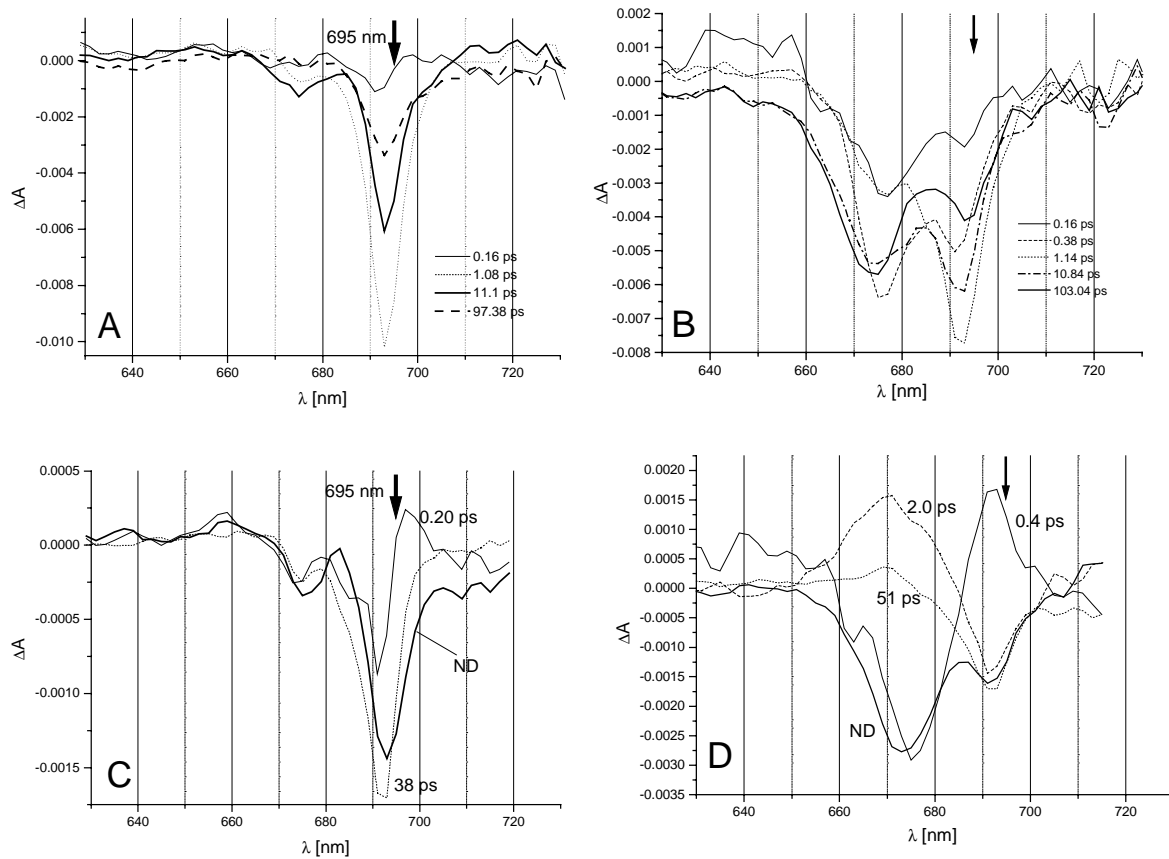 695 nm
0.000
-0.002
-0.004
-0.006
-0.008
-0.010
ΔA
0.16 ps
1.08 ps
11.1 ps
97.38 ps
A
640
660
680
700
720
λ [nm]
0.002
0.001
0.000
-0.001
-0.002
-0.003
-0.004
-0.005
-0.006
-0.007
-0.008
ΔA
0.16 ps
0.38 ps
1.14 ps
10.84 ps
103.04 ps
B
640
660
680
700
720
λ [nm]
0.0005
0.0000
-0.0005
-0.0010
-0.0015
ΔA
695 nm
0.20 ps
ND
38 ps
C
640
660
680
700
720
λ [nm]
0.0020
0.0015
0.0010
0.0005
0.0000
-0.0005
-0.0010
-0.0015
-0.0020
-0.0025
-0.0030
-0.0035
ΔA
2.0 ps
0.4 ps
51 ps
ND
D
640
660
680
700
720
λ [nm]